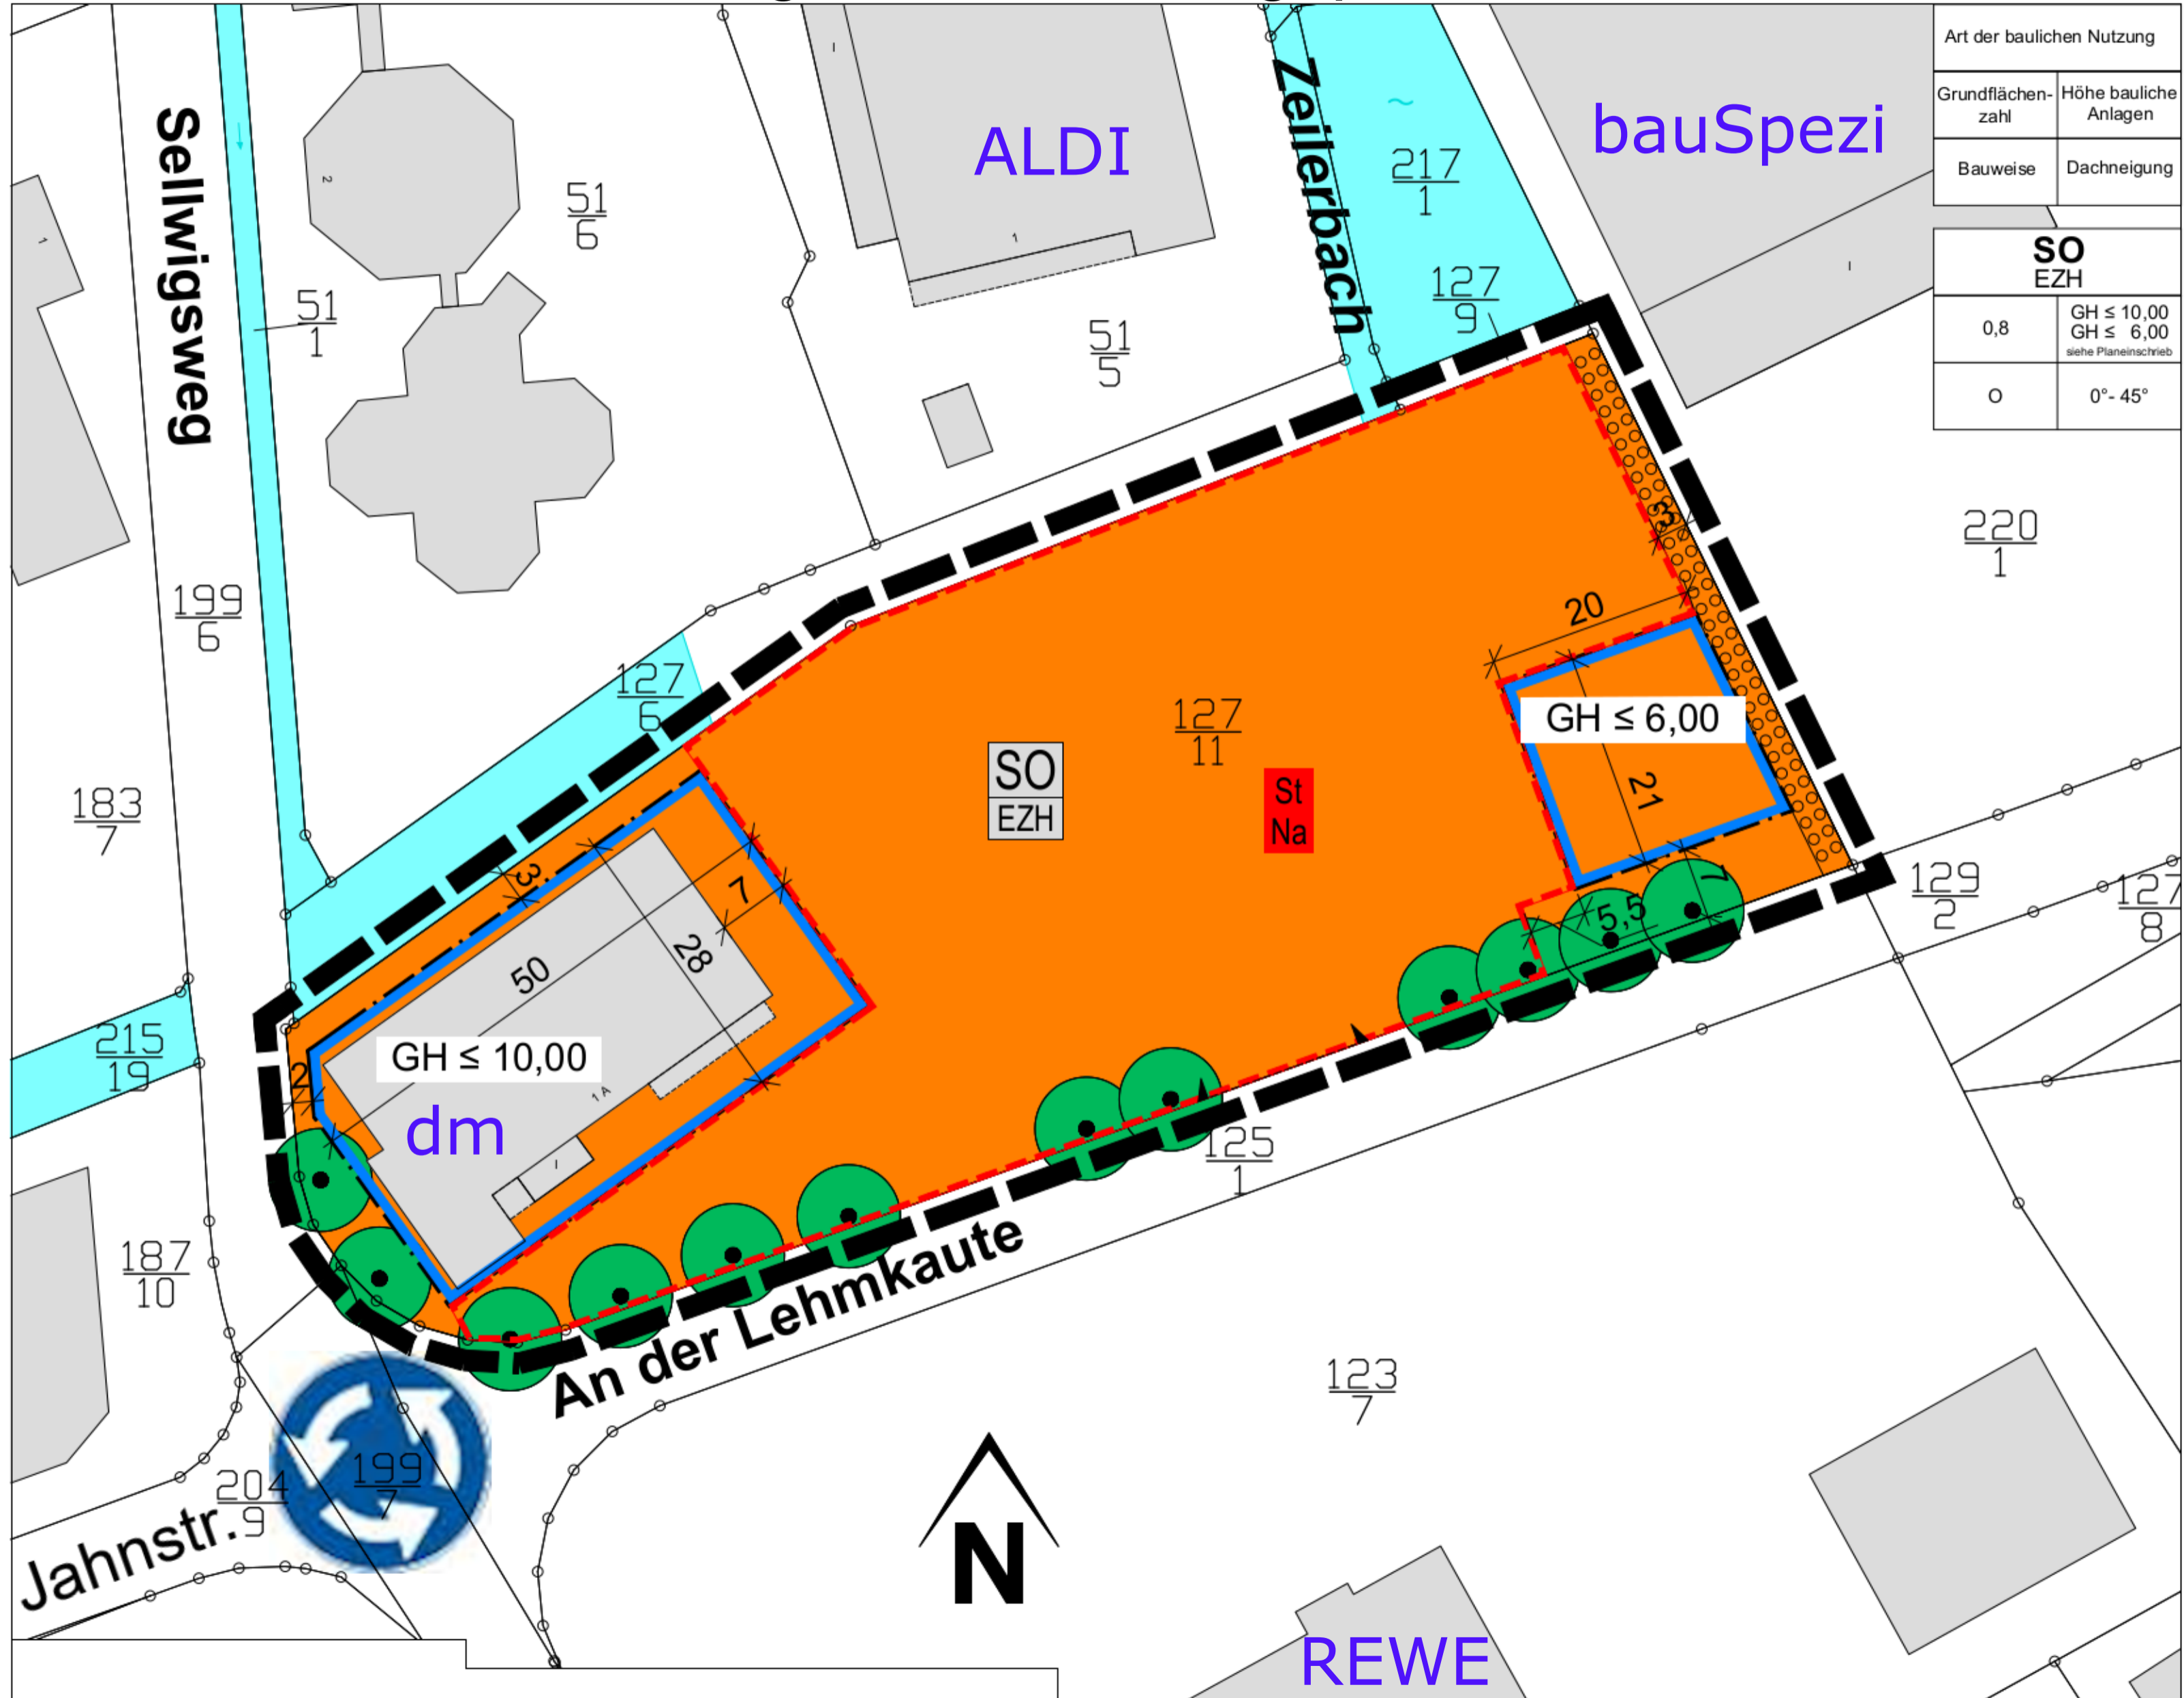 Art der baulichen Nutzung
Grundflächen-
zahl
Höhe bauliche
Anlagen
Bauweise
Dachneigung
SO
EZH
0,8
GH ≤ 10,00
GH ≤ 6,00
siehe Planeinschrieb
O
0°- 45°
Sellwigsweg
Zeilerbach
ALDI
bauSpezi
I
2
1
51
6
217
1
1
I
51
1
127
9
51
5
220
1
199
6
3
20
127
6
127
11
GH ≤ 6,00
SO
EZH
St
Na
21
183
7
3
7
7
5,5
129
2
127
8
28
50
215
19
GH ≤ 10,00
2
1 A
dm
I
125
1
187
10
An der Lehmkaute
123
7
204
9
199
7
Jahnstr.
N
REWE